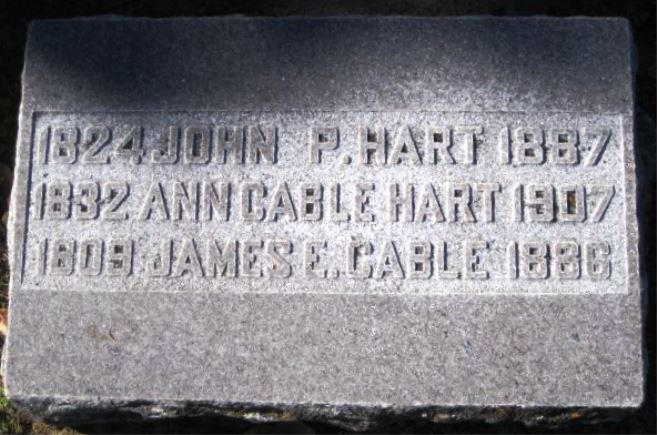 1824 JOHN P. HART 1887
1832 ANN CABLE HART 1907
1809 JAMES E. CABLE 1886